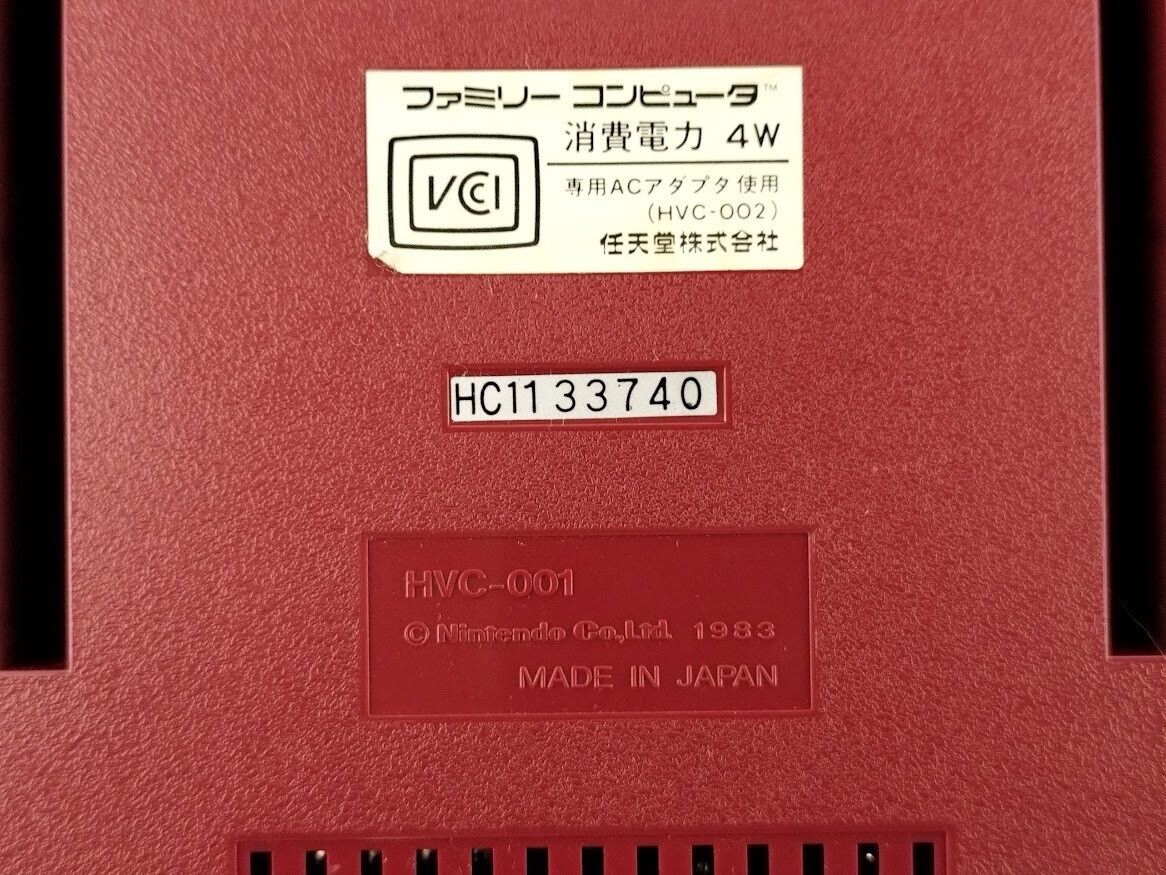 ファミリー コンピュータ™
消費電力 4W
VCCI
専用ACアダプタ使用
(HVC-002)
任天堂株式会社
HC1133740
HVC-001
© Nintendo Co.,Ltd. 1983
MADE IN JAPAN